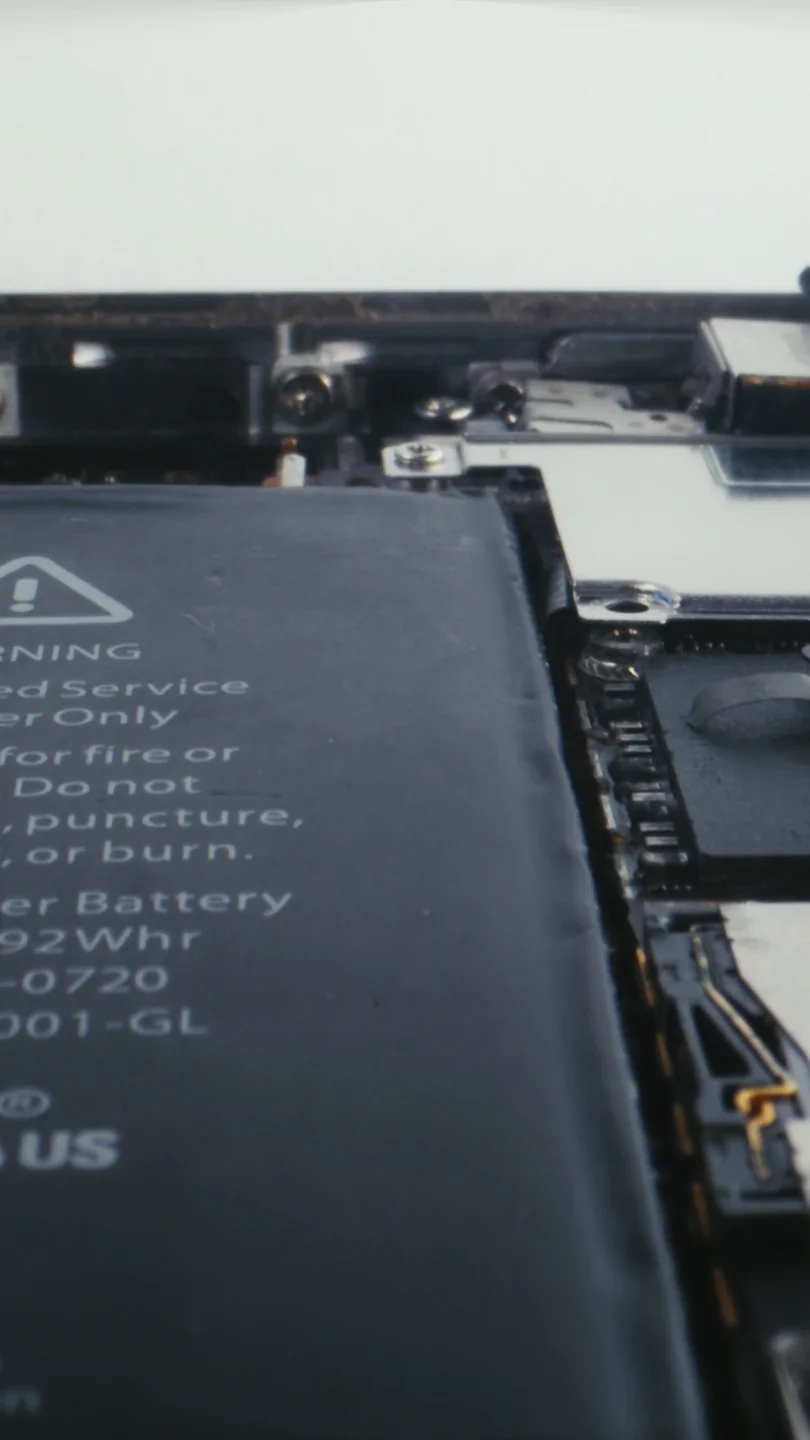 RNING
ed Service
er Only
for fire or
Do not
, puncture,
, or burn.
er Battery
92Whr
-0720
001-GL
®
US